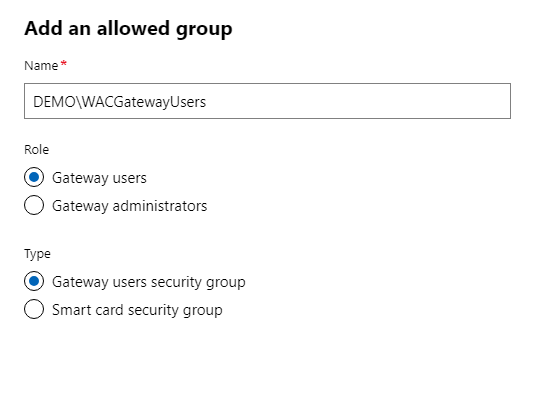 Add an allowed group
Name*
DEMO\WACGatewayUsers
Role
Gateway users
Gateway administrators
Type
Gateway users security group
Smart card security group